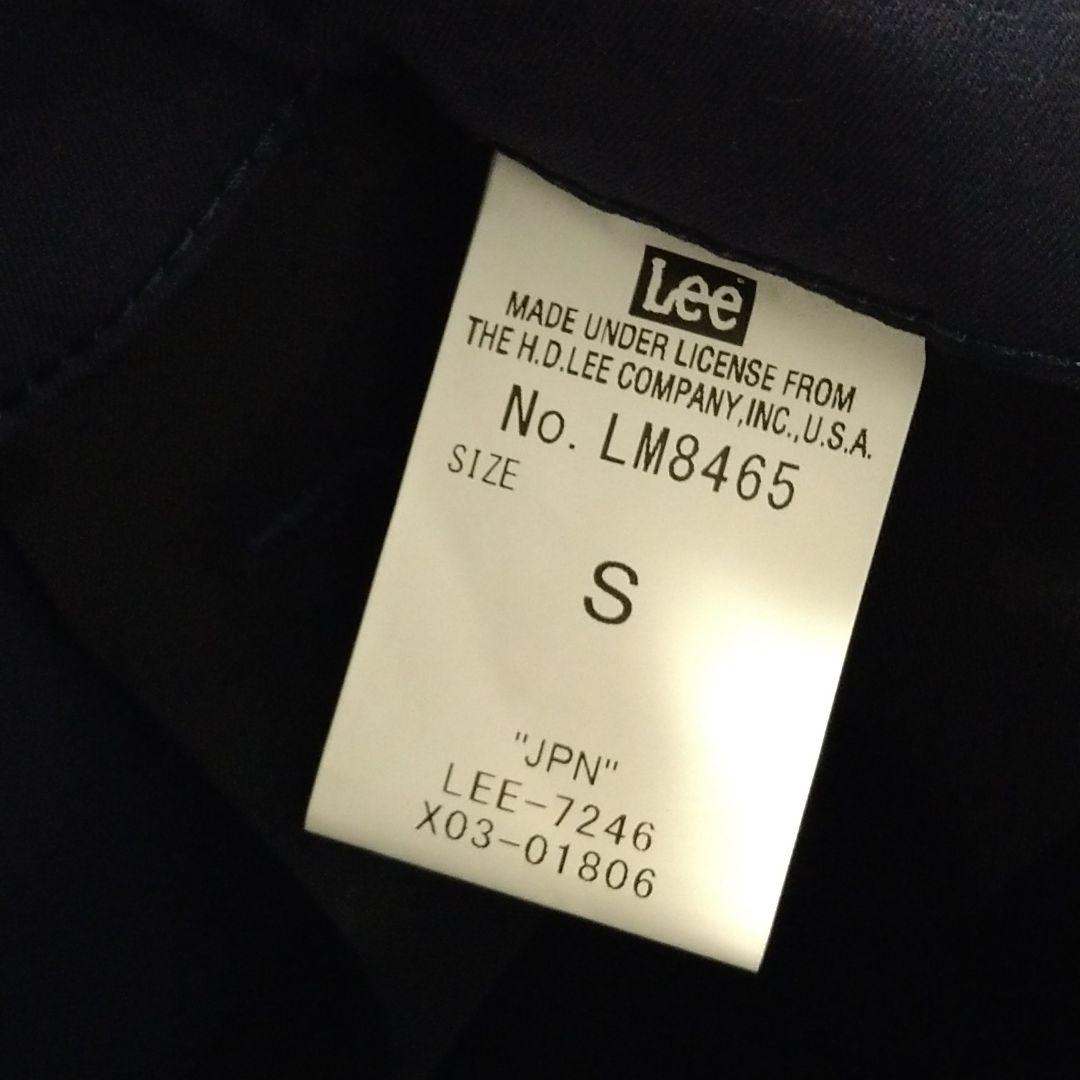 Lee
MADE UNDER LICENSE FROM
THE H.D.LEE COMPANY,INC.,U.S.A.
No. LM8465
SIZE
S
"JPN"
LEE-7246
X03-01806